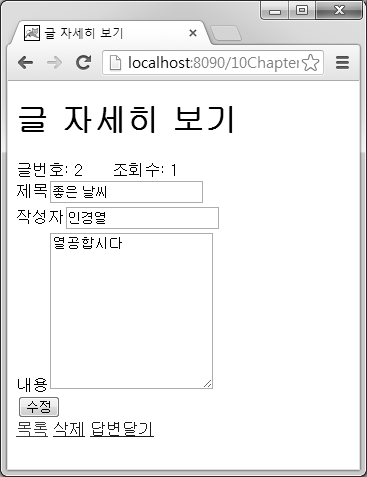 글 자세히 보기
localhost:8090/10Chapter
글 자세히 보기
글번호: 2 조회수: 1
제목 좋은 날씨
작성자 인경열
열공합시다
내용
수정
목록 삭제 답변달기